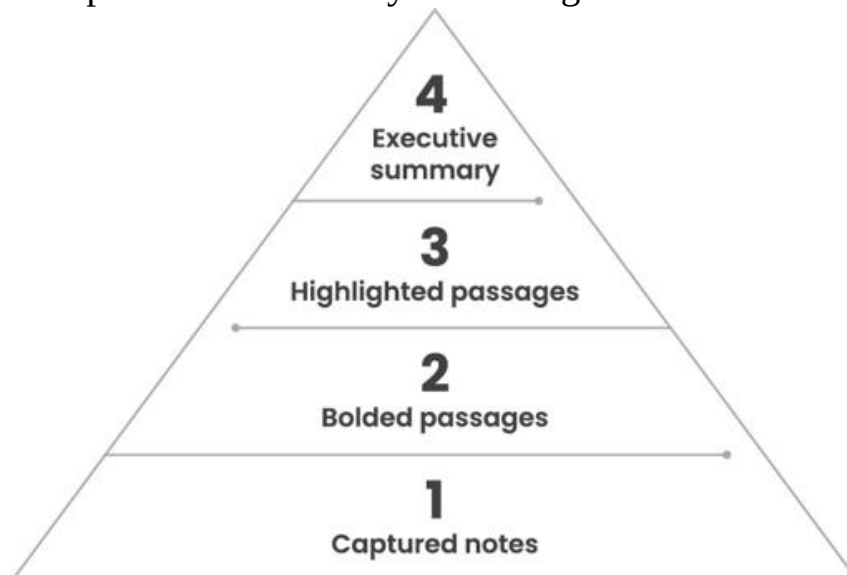 4
Executive
summary
3
Highlighted passages
2
Bolded passages
1
Captured notes